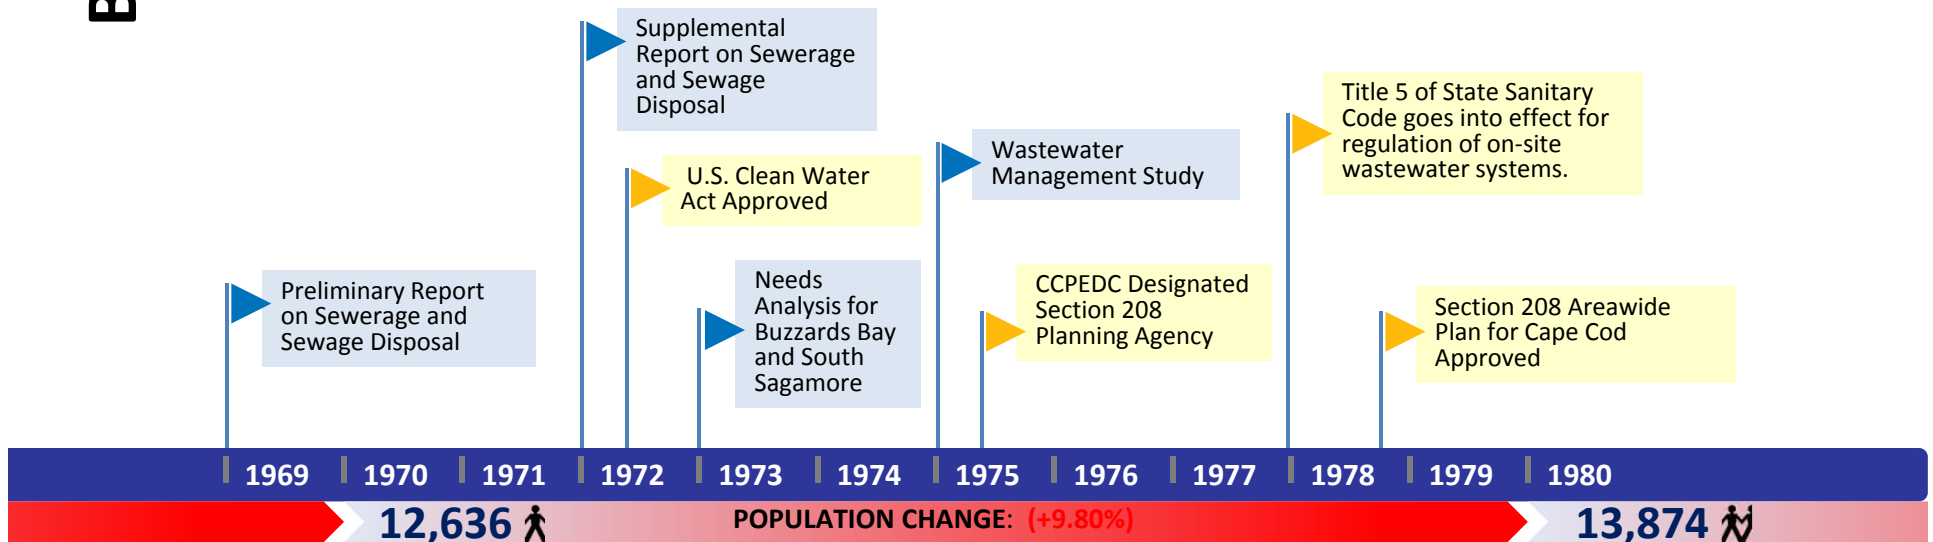 B
Supplemental
Report on Sewerage
and Sewage
Disposal
U.S. Clean Water
Act Approved
Preliminary Report
on Sewerage and
Sewage Disposal
Needs
Analysis for
Buzzards Bay
and South
Sagamore
Wastewater
Management Study
CCPEDC Designated
Section 208
Planning Agency
Title 5 of State Sanitary
Code goes into effect for
regulation of on-site
wastewater systems.
Section 208 Areawide
Plan for Cape Cod
Approved
1969 1970 1971 1972 1973 1974 1975 1976 1977 1978 1979 1980
12,636 POPULATION CHANGE: (+9.80%) 13,874